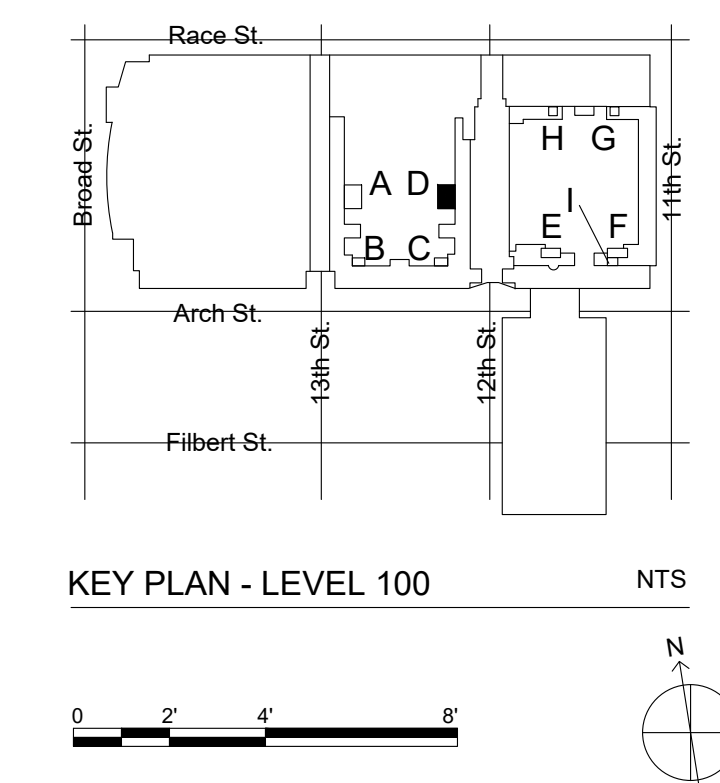 Race St.
Broad St.
11th St.
H G
A D
I
E F
B C
Arch St.
13th St.
12th St.
Filbert St.
KEY PLAN - LEVEL 100
NTS
N
0 2' 4' 8'